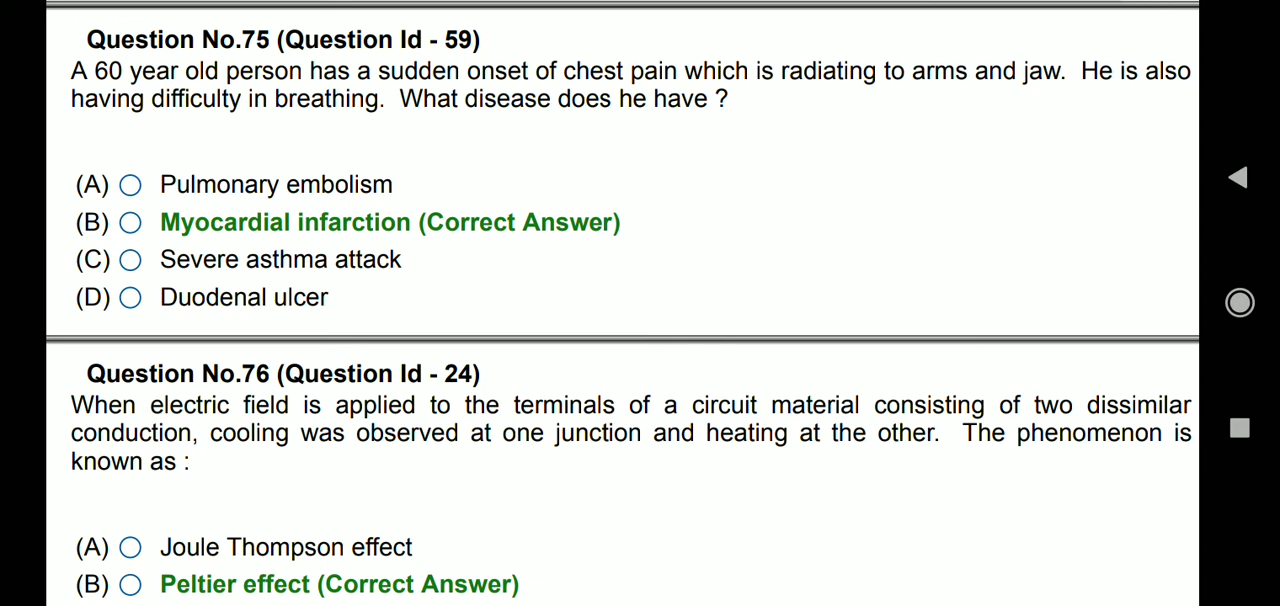 Question No.75 (Question Id - 59)
A 60 year old person has a sudden onset of chest pain which is radiating to arms and jaw. He is also
having difficulty in breathing. What disease does he have ?
(A) Pulmonary embolism
(B) Myocardial infarction (Correct Answer)
(C) Severe asthma attack
(D) Duodenal ulcer
Question No.76 (Question Id - 24)
When electric field is applied to the terminals of a circuit material consisting of two dissimilar
conduction, cooling was observed at one junction and heating at the other. The phenomenon is
known as :
(A) Joule Thompson effect
(B) Peltier effect (Correct Answer)